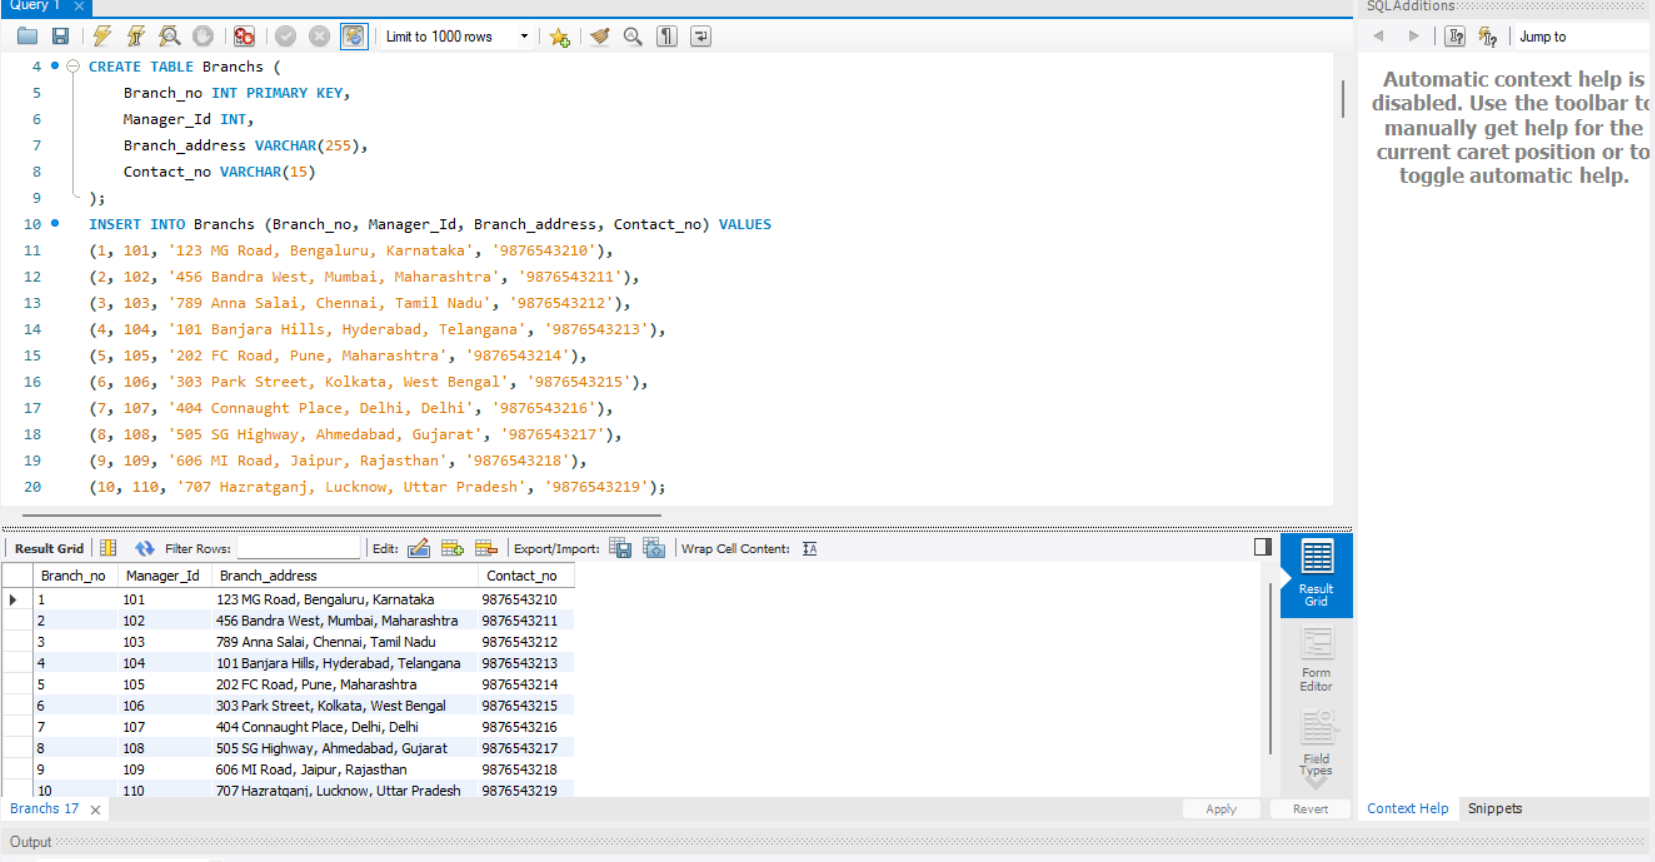 Query 1
SQLAdditions
Limit to 1000 rows
Jump to
4 CREATE TABLE Branchs (
5 Branch_no INT PRIMARY KEY,
6 Manager_Id INT,
7 Branch_address VARCHAR(255),
8 Contact_no VARCHAR(15)
9 );
10 INSERT INTO Branchs (Branch_no, Manager_Id, Branch_address, Contact_no) VALUES
11 (1, 101, '123 MG Road, Bengaluru, Karnataka', '9876543210'),
12 (2, 102, '456 Bandra West, Mumbai, Maharashtra', '9876543211'),
13 (3, 103, '789 Anna Salai, Chennai, Tamil Nadu', '9876543212'),
14 (4, 104, '101 Banjara Hills, Hyderabad, Telangana', '9876543213'),
15 (5, 105, '202 FC Road, Pune, Maharashtra', '9876543214'),
16 (6, 106, '303 Park Street, Kolkata, West Bengal', '9876543215'),
17 (7, 107, '404 Connaught Place, Delhi, Delhi', '9876543216'),
18 (8, 108, '505 SG Highway, Ahmedabad, Gujarat', '9876543217'),
19 (9, 109, '606 MI Road, Jaipur, Rajasthan', '9876543218'),
20 (10, 110, '707 Hazratganj, Lucknow, Uttar Pradesh', '9876543219');
Automatic context help is
disabled. Use the toolbar to
manually get help for the
current caret position or to
toggle automatic help.
Result Grid Filter Rows: Edit: Export/Import: Wrap Cell Content:
Branch_no Manager_Id Branch_address Contact_no
1 101 123 MG Road, Bengaluru, Karnataka 9876543210
2 102 456 Bandra West, Mumbai, Maharashtra 9876543211
3 103 789 Anna Salai, Chennai, Tamil Nadu 9876543212
4 104 101 Banjara Hills, Hyderabad, Telangana 9876543213
5 105 202 FC Road, Pune, Maharashtra 9876543214
6 106 303 Park Street, Kolkata, West Bengal 9876543215
7 107 404 Connaught Place, Delhi, Delhi 9876543216
8 108 505 SG Highway, Ahmedabad, Gujarat 9876543217
9 109 606 MI Road, Jaipur, Rajasthan 9876543218
10 110 707 Hazratganj, Lucknow, Uttar Pradesh 9876543219
Result
Grid
Form
Editor
Field
Types
Branchs 17
Apply Revert
Context Help Snippets
Output